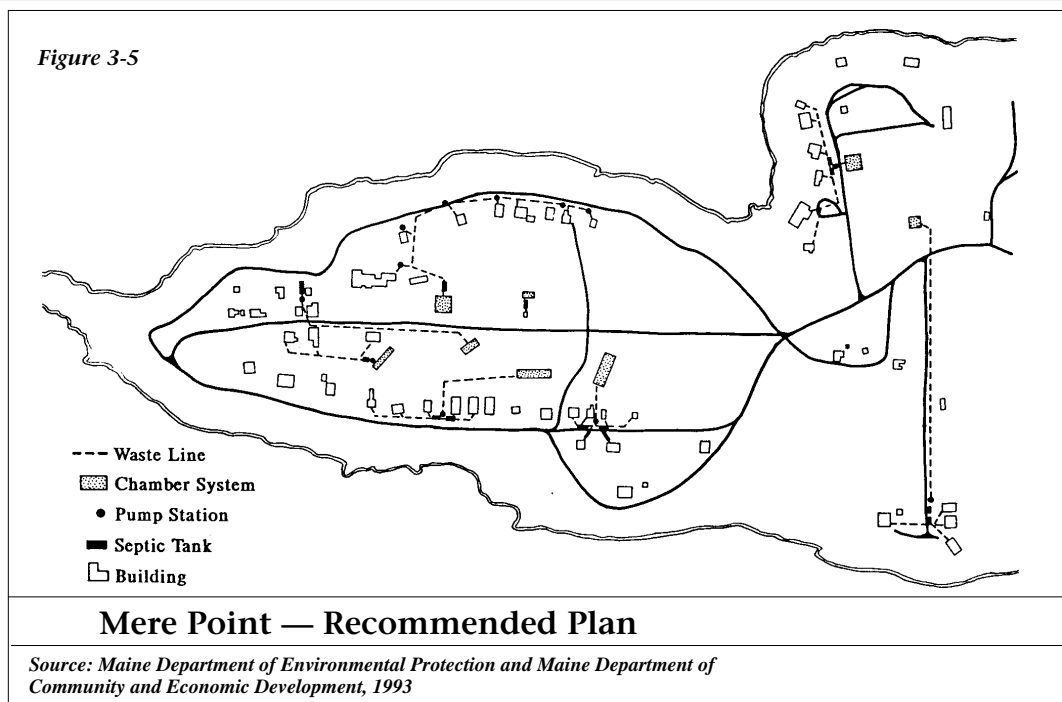 Figure 3-5
Waste Line
Chamber System
Pump Station
Septic Tank
Building
Mere Point — Recommended Plan
Source: Maine Department of Environmental Protection and Maine Department of
Community and Economic Development, 1993